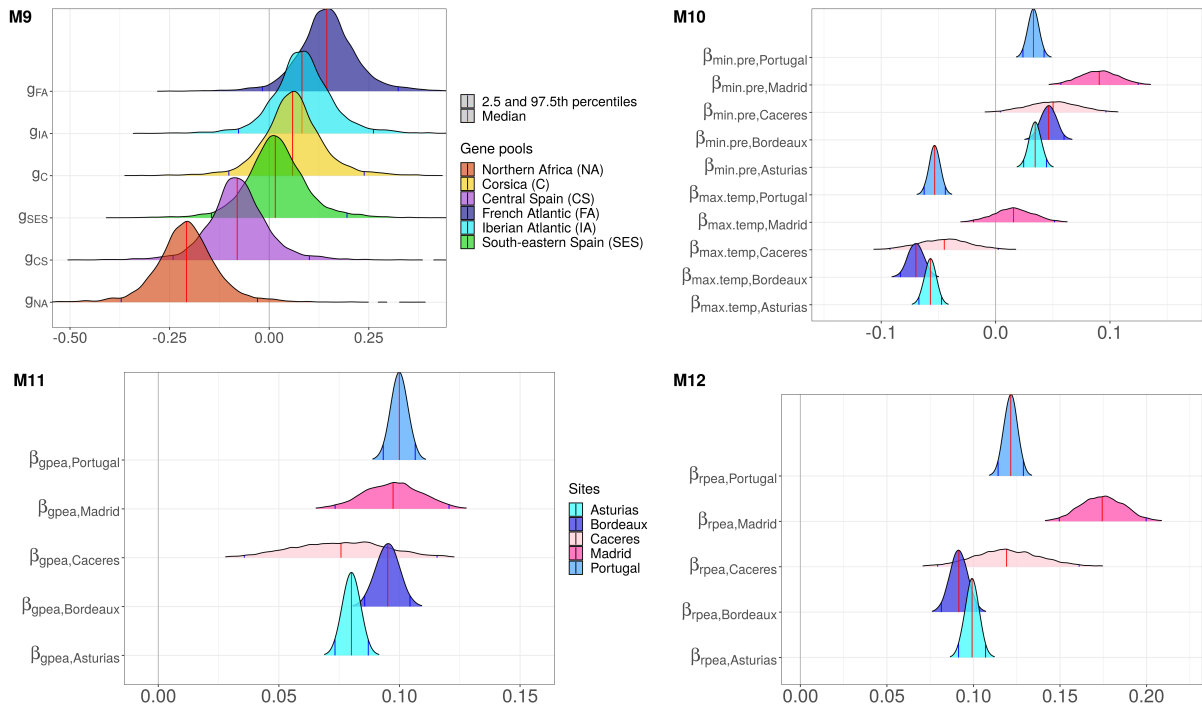 M9
gFA
gIA
gC
gSES
gCS
gNA
-0.50
-0.25
0.00
0.25
2.5 and 97.5th percentiles
Median
Gene pools
Northern Africa (NA)
Corsica (C)
Central Spain (CS)
French Atlantic (FA)
Iberian Atlantic (IA)
South-eastern Spain (SES)
M10
βmin.pre,Portugal
βmin.pre,Madrid
βmin.pre,Caceres
βmin.pre,Bordeaux
βmin.pre,Asturias
βmax.temp,Portugal
βmax.temp,Madrid
βmax.temp,Caceres
βmax.temp,Bordeaux
βmax.temp,Asturias
-0.1
0.0
0.1
M11
βgpea,Portugal
βgpea,Madrid
βgpea,Caceres
βgpea,Bordeaux
βgpea,Asturias
0.00
0.05
0.10
0.15
Sites
Asturias
Bordeaux
Caceres
Madrid
Portugal
M12
βrpea,Portugal
βrpea,Madrid
βrpea,Caceres
βrpea,Bordeaux
βrpea,Asturias
0.00
0.05
0.10
0.15
0.20